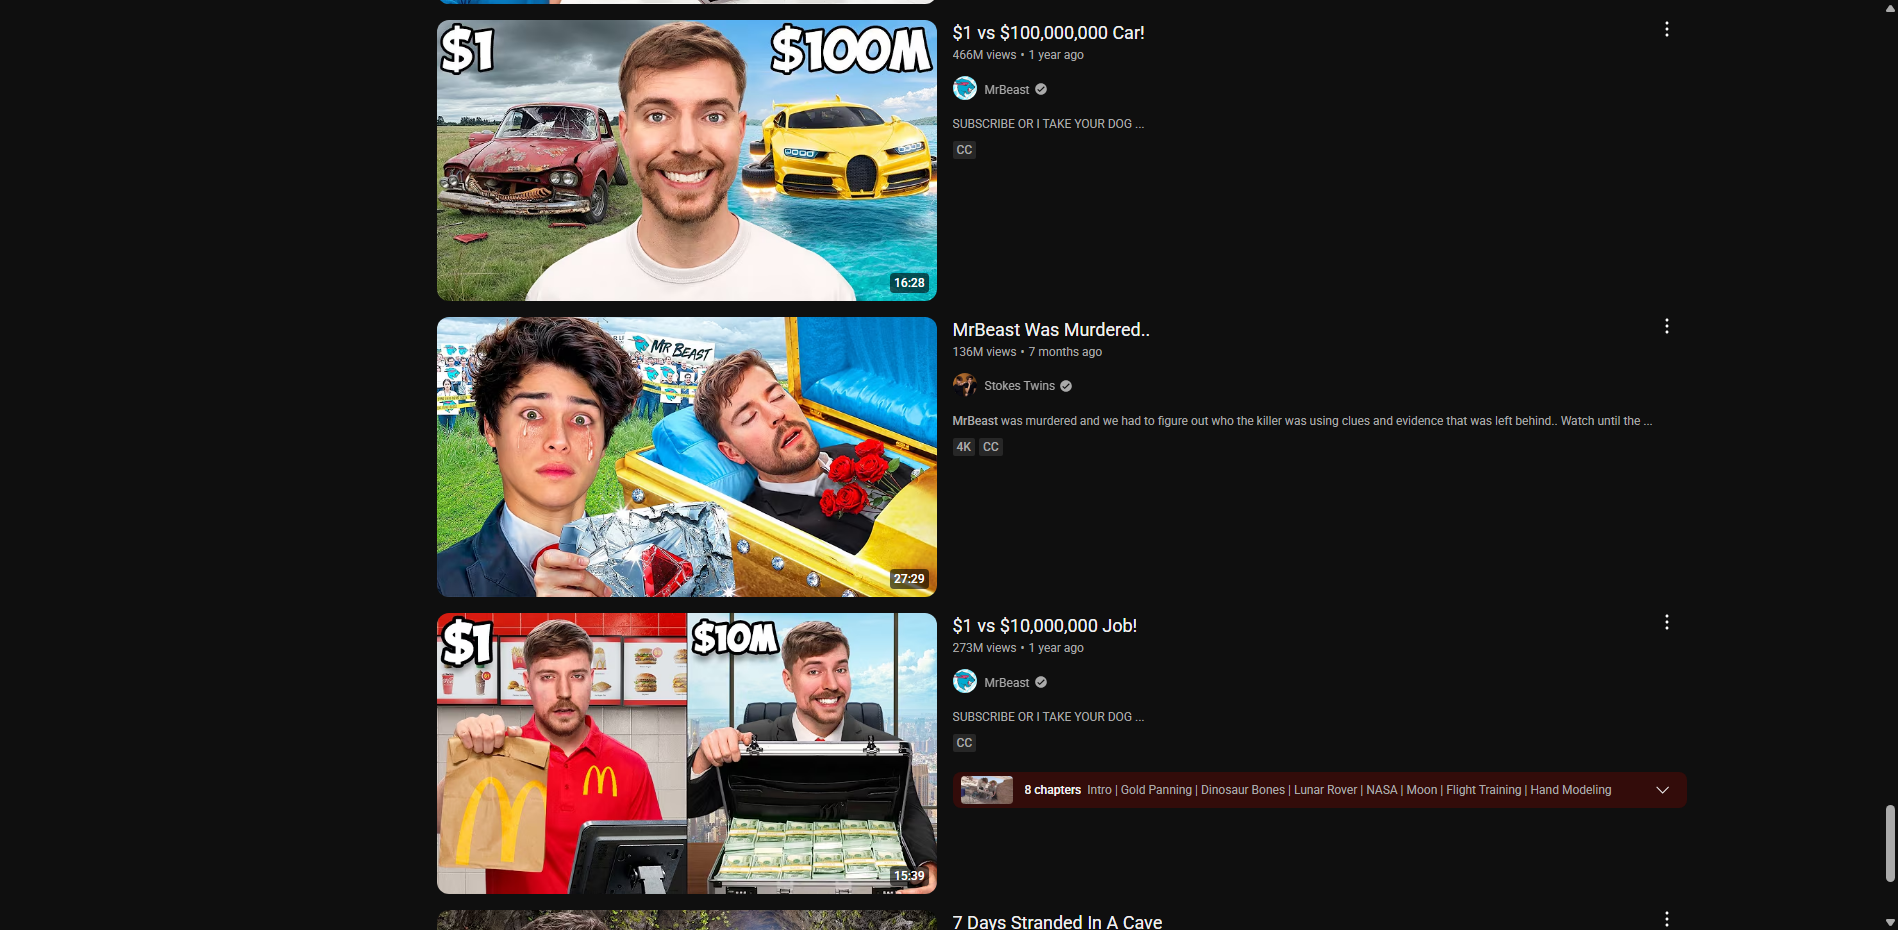 $1
$100M
16:28
$1 vs $100,000,000 Car!
466M views • 1 year ago
MrBeast
SUBSCRIBE OR I TAKE YOUR DOG ...
CC
MR BEAST
27:29
MrBeast Was Murdered..
136M views • 7 months ago
Stokes Twins
MrBeast was murdered and we had to figure out who the killer was using clues and evidence that was left behind.. Watch until the ...
4K CC
$1
$10M
15:39
$1 vs $10,000,000 Job!
273M views • 1 year ago
MrBeast
SUBSCRIBE OR I TAKE YOUR DOG ...
CC
8 chapters Intro | Gold Panning | Dinosaur Bones | Lunar Rover | NASA | Moon | Flight Training | Hand Modeling
7 Days Stranded In A Cave